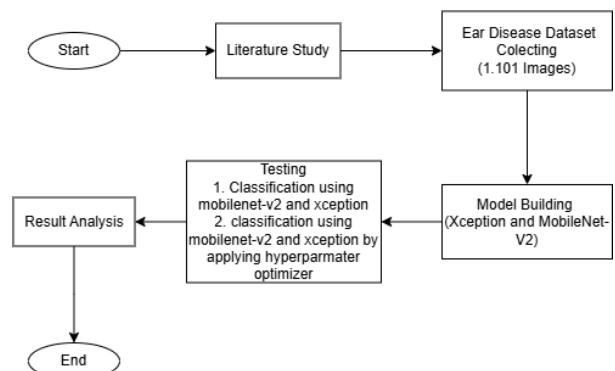 Start
Literature Study
Ear Disease Dataset
Colecting
(1.101 Images)
Model Building
(Xception and MobileNet-
V2)
Testing
1. Classification using
mobilenet-v2 and xception
2. classification using
mobilenet-v2 and xception by
applying hyperparmater
optimizer
Result Analysis
End